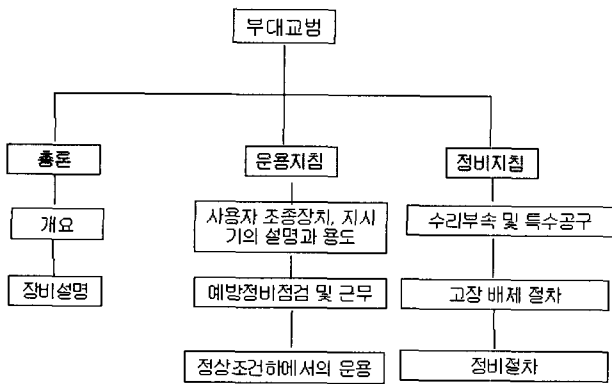 부대교범
총론
운용지침
정비지침
개요
사용자 조종장치, 지시
기의 설명과 용도
수리부속 및 특수공구
장비설명
예방정비점검 및 근무
고장 배제 절차
정상조건하에서의 운용
정비절차